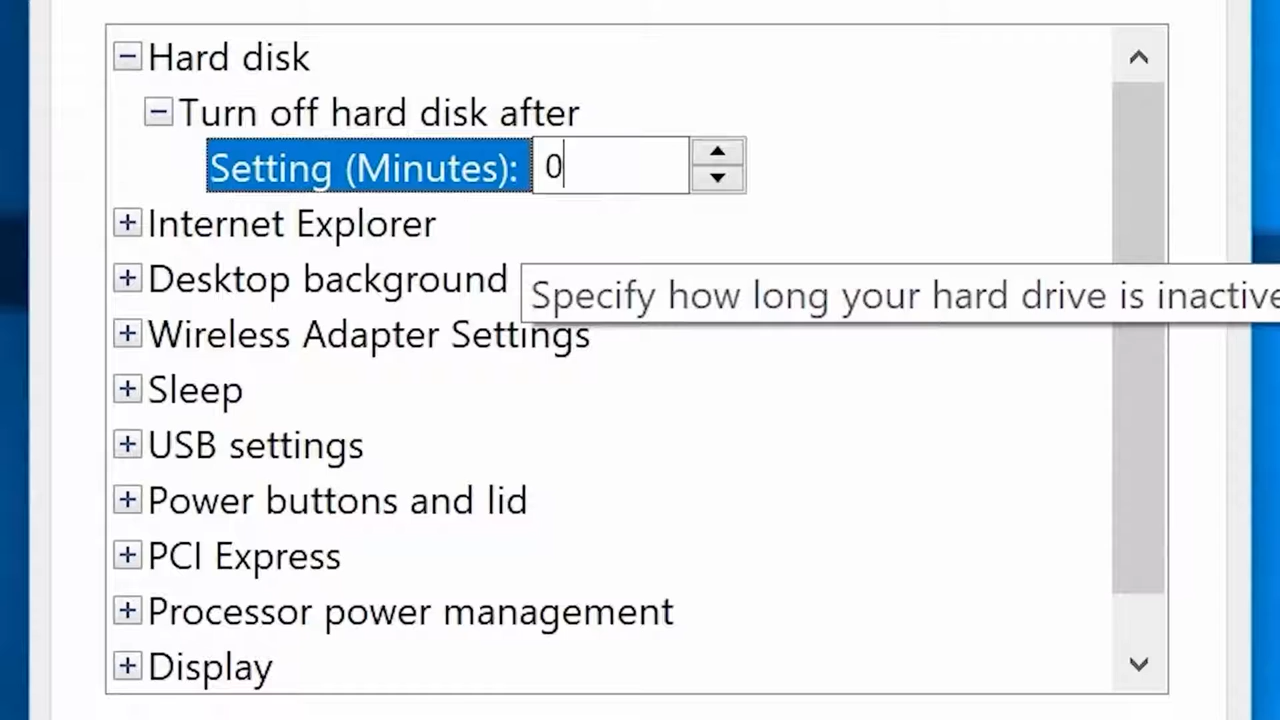 Hard disk
Turn off hard disk after
Setting (Minutes): 0
Internet Explorer
Desktop background
Specify how long your hard drive is inactive
Wireless Adapter Settings
Sleep
USB settings
Power buttons and lid
PCI Express
Processor power management
Display